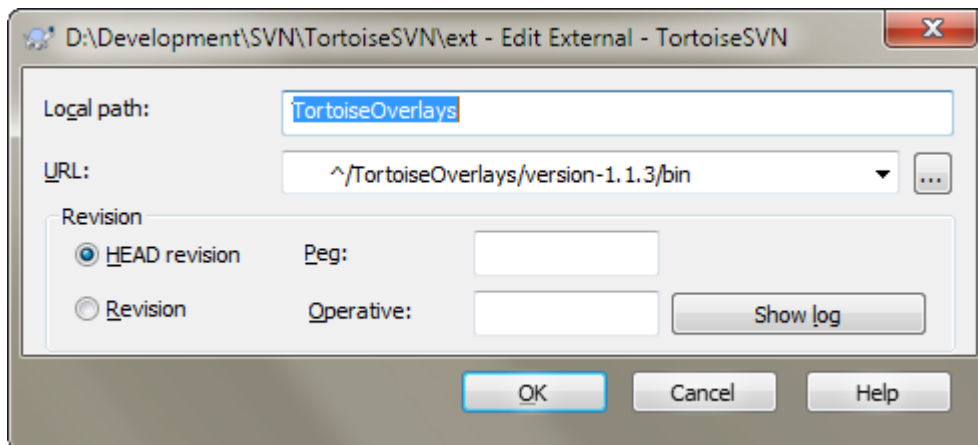 D:\Development\SVN\TortoiseSVN\ext - Edit External - TortoiseSVN
Local path: TortoiseOverlays
URL: ^/TortoiseOverlays/version-1.1.3/bin ...
Revision
HEAD revision Peg:
Revision Operative: Show log
OK Cancel Help